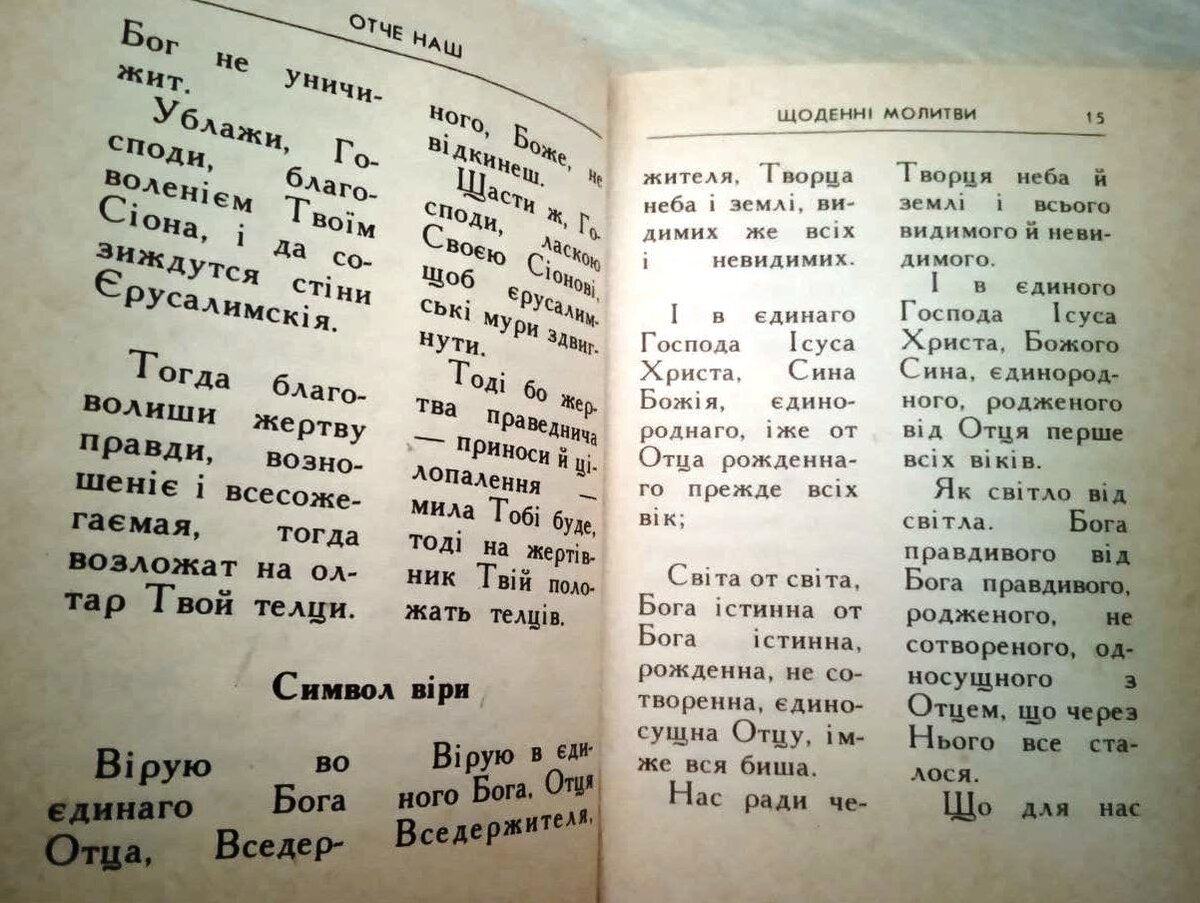 ОТЧЕ НАШ
Бог не уничи-
жит.
Ублажи, Го-
споди, благо-
воленієм Твоїм
Сіона, і да со-
зиждутся стіни
Єрусалимскія.
Тогда благо-
волиши жертву
правди, возно-
шеніє і всесоже-
гаємая, тогда
возложат на ол-
тар Твой телци.
ного, Боже, не
відкинеш.
Щасти ж, Го-
споди, ласкою
Своєю Сіонові,
щоб єрусалим-
ські мури здвиг-
нути.
Тоді бо жер-
тва праведнича
— приноси й ці-
лопалення —
мила Тобі буде,
тоді на жертів-
ник Твій поло-
жать телців.
Символ віри
Вірую во
єдинаго Бога
Отца, Вседер-
Вірую в єди-
ного Бога, Отця
Вседержителя,
ЩОДЕННІ МОЛИТВИ 15
жителя, Творца
неба і землі, ви-
димих же всіх
і невидимих.
І в єдинаго
Господа Ісуса
Христа, Сина
Божія, єдино-
роднаго, іже от
Отца рожденна-
го прежде всіх
вік;
Світа от світа,
Бога істинна от
Бога істинна,
рожденна, не со-
творенна, єдино-
сущна Отцу, ім-
же вся биша.
Нас ради че-
Творця неба й
землі і всього
видимого й неви-
димого.
І в єдиного
Господа Ісуса
Христа, Божого
Сина, єдинород-
ного, родженого
від Отця перше
всіх віків.
Як світло від
світла. Бога
правдивого від
Бога правдивого,
родженого, не
сотвореного, од-
носущного з
Отцем, що через
Нього все ста-
лося.
Що для нас